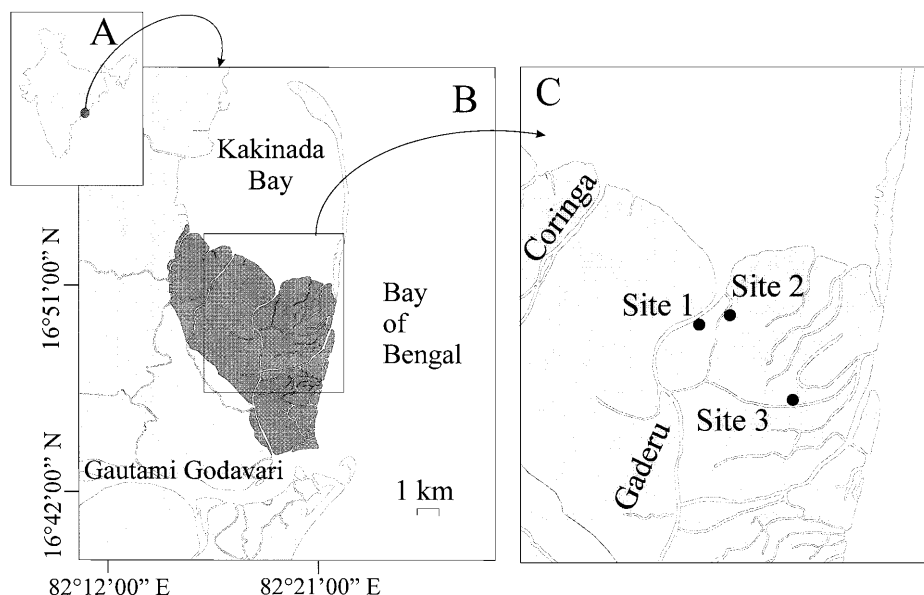 A
B
C
Kakinada
Bay
Coringa
16°51’00” N
Bay
of
Bengal
Site 1
Site 2
Site 3
Gaderu
Gautami Godavari
16°42’00” N
1 km
82°12’00” E
82°21’00” E